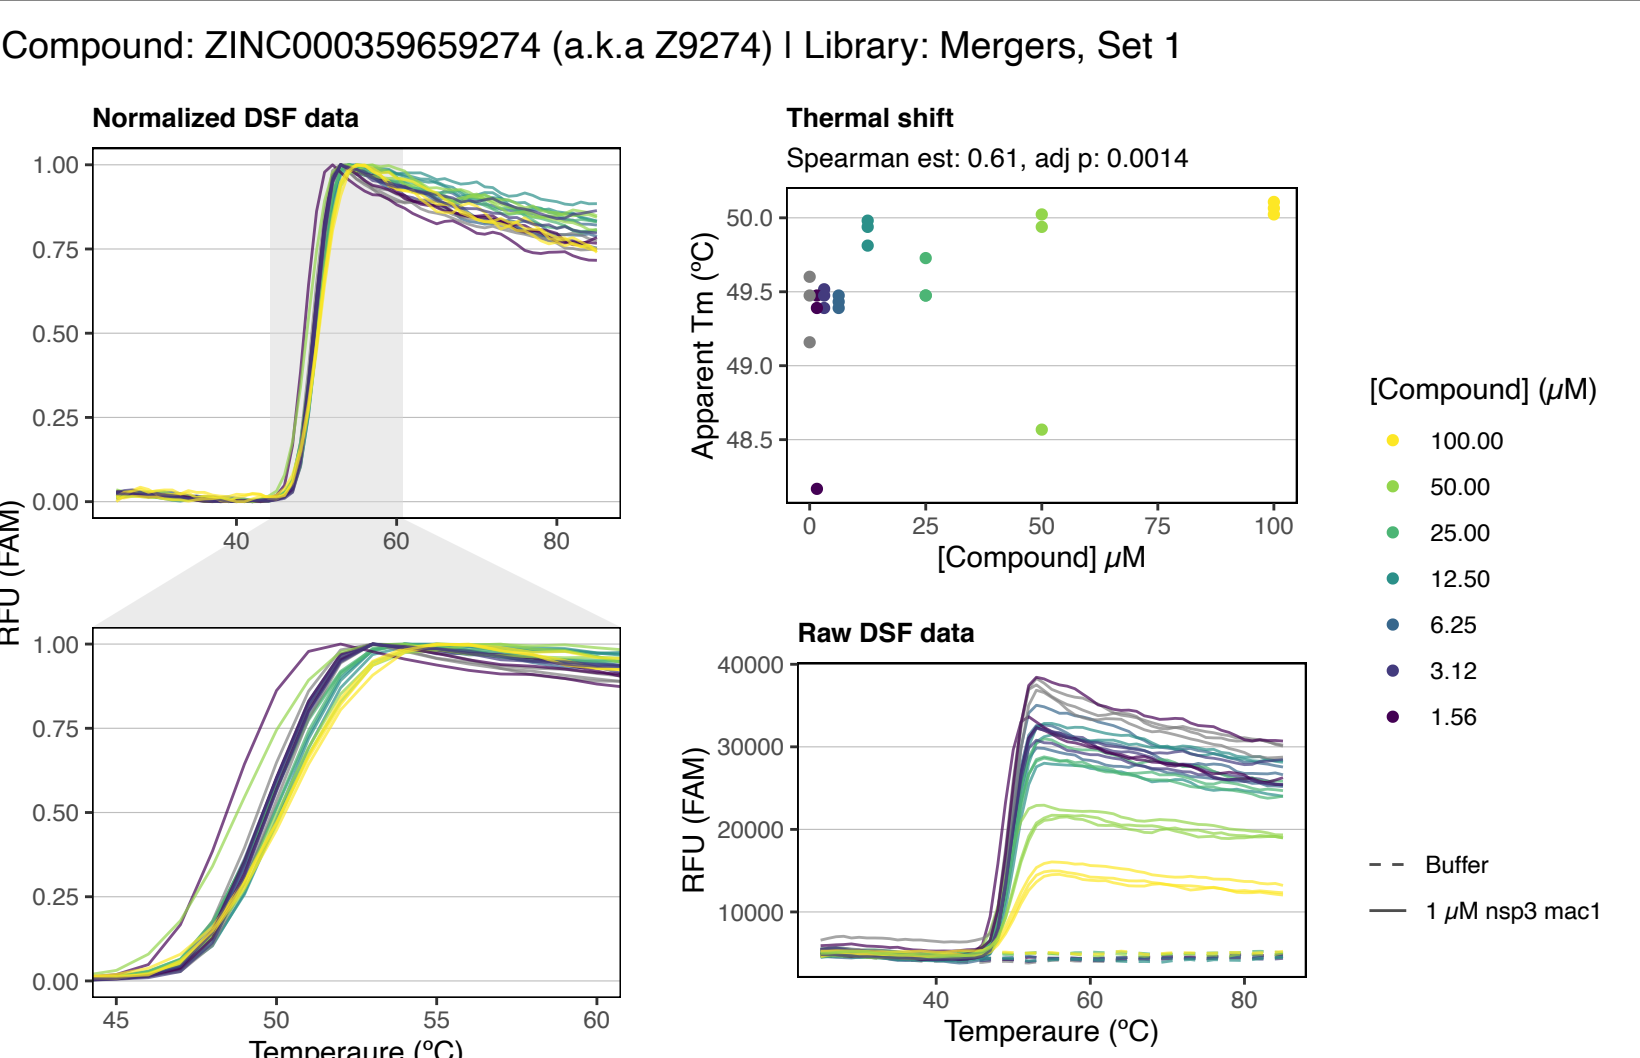 Compound: ZINC000359659274 (a.k.a Z9274) | Library: Mergers, Set 1
Normalized DSF data
1.00
0.75
0.50
0.25
0.00
40
60
80
RFU (FAM)
1.00
0.75
0.50
0.25
0.00
45
50
55
60
Temperaure (ºC)
Thermal shift
Spearman est: 0.61, adj p: 0.0014
Apparent Tm (ºC)
50.0
49.5
49.0
48.5
0
25
50
75
100
[Compound] µM
Raw DSF data
RFU (FAM)
40000
30000
20000
10000
40
60
80
Temperaure (ºC)
[Compound] (µM)
100.00
50.00
25.00
12.50
6.25
3.12
1.56
Buffer
1 µM nsp3 mac1